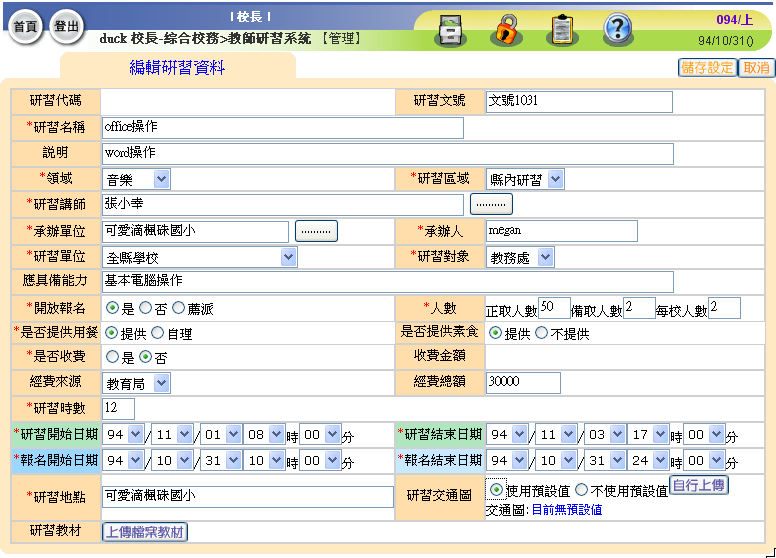 首頁 登出 | 校長 | 094/上
duck 校長-綜合校務>教師研習系統 【管理】 94/10/31()
編輯研習資料 儲存設定 取消
研習代碼 研習文號 文號1031
*研習名稱 office操作
說明 word操作
*領域 音樂 *研習區域 縣內研習
*研習講師 張小幸 ..........
*承辦單位 可愛滴楓硃國小 .......... *承辦人 megan
*研習單位 全縣學校 *研習對象 教務處
應具備能力 基本電腦操作
*開放報名 是 否 薦派 *人數 正取人數 50 備取人數 2 每校人數 2
*是否提供用餐 提供 自理 是否提供素食 提供 不提供
*是否收費 是 否 收費金額
經費來源 教育局 經費總額 30000
*研習時數 12
*研習開始日期 94 / 11 / 01 08 時 00 分 *研習結束日期 94 / 11 / 03 17 時 00 分
*報名開始日期 94 / 10 / 31 10 時 00 分 *報名結束日期 94 / 10 / 31 24 時 00 分
*研習地點 可愛滴楓硃國小 研習交通圖 使用預設值 不使用預設值 自行上傳
交通圖:目前無預設值
研習教材 上傳檔案教材